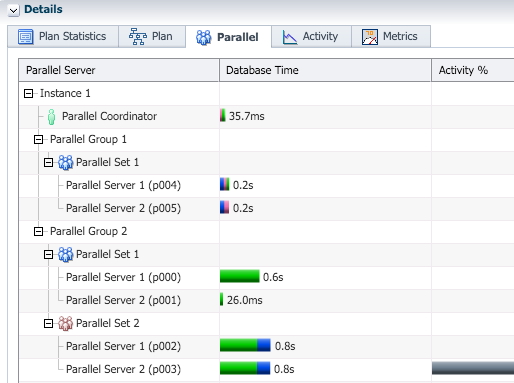 Details
Plan Statistics Plan Parallel Activity Metrics
Parallel Server Database Time Activity %
Instance 1
Parallel Coordinator 35.7ms
Parallel Group 1
Parallel Set 1
Parallel Server 1 (p004) 0.2s
Parallel Server 2 (p005) 0.2s
Parallel Group 2
Parallel Set 1
Parallel Server 1 (p000) 0.6s
Parallel Server 2 (p001) 26.0ms
Parallel Set 2
Parallel Server 1 (p002) 0.8s
Parallel Server 2 (p003) 0.8s